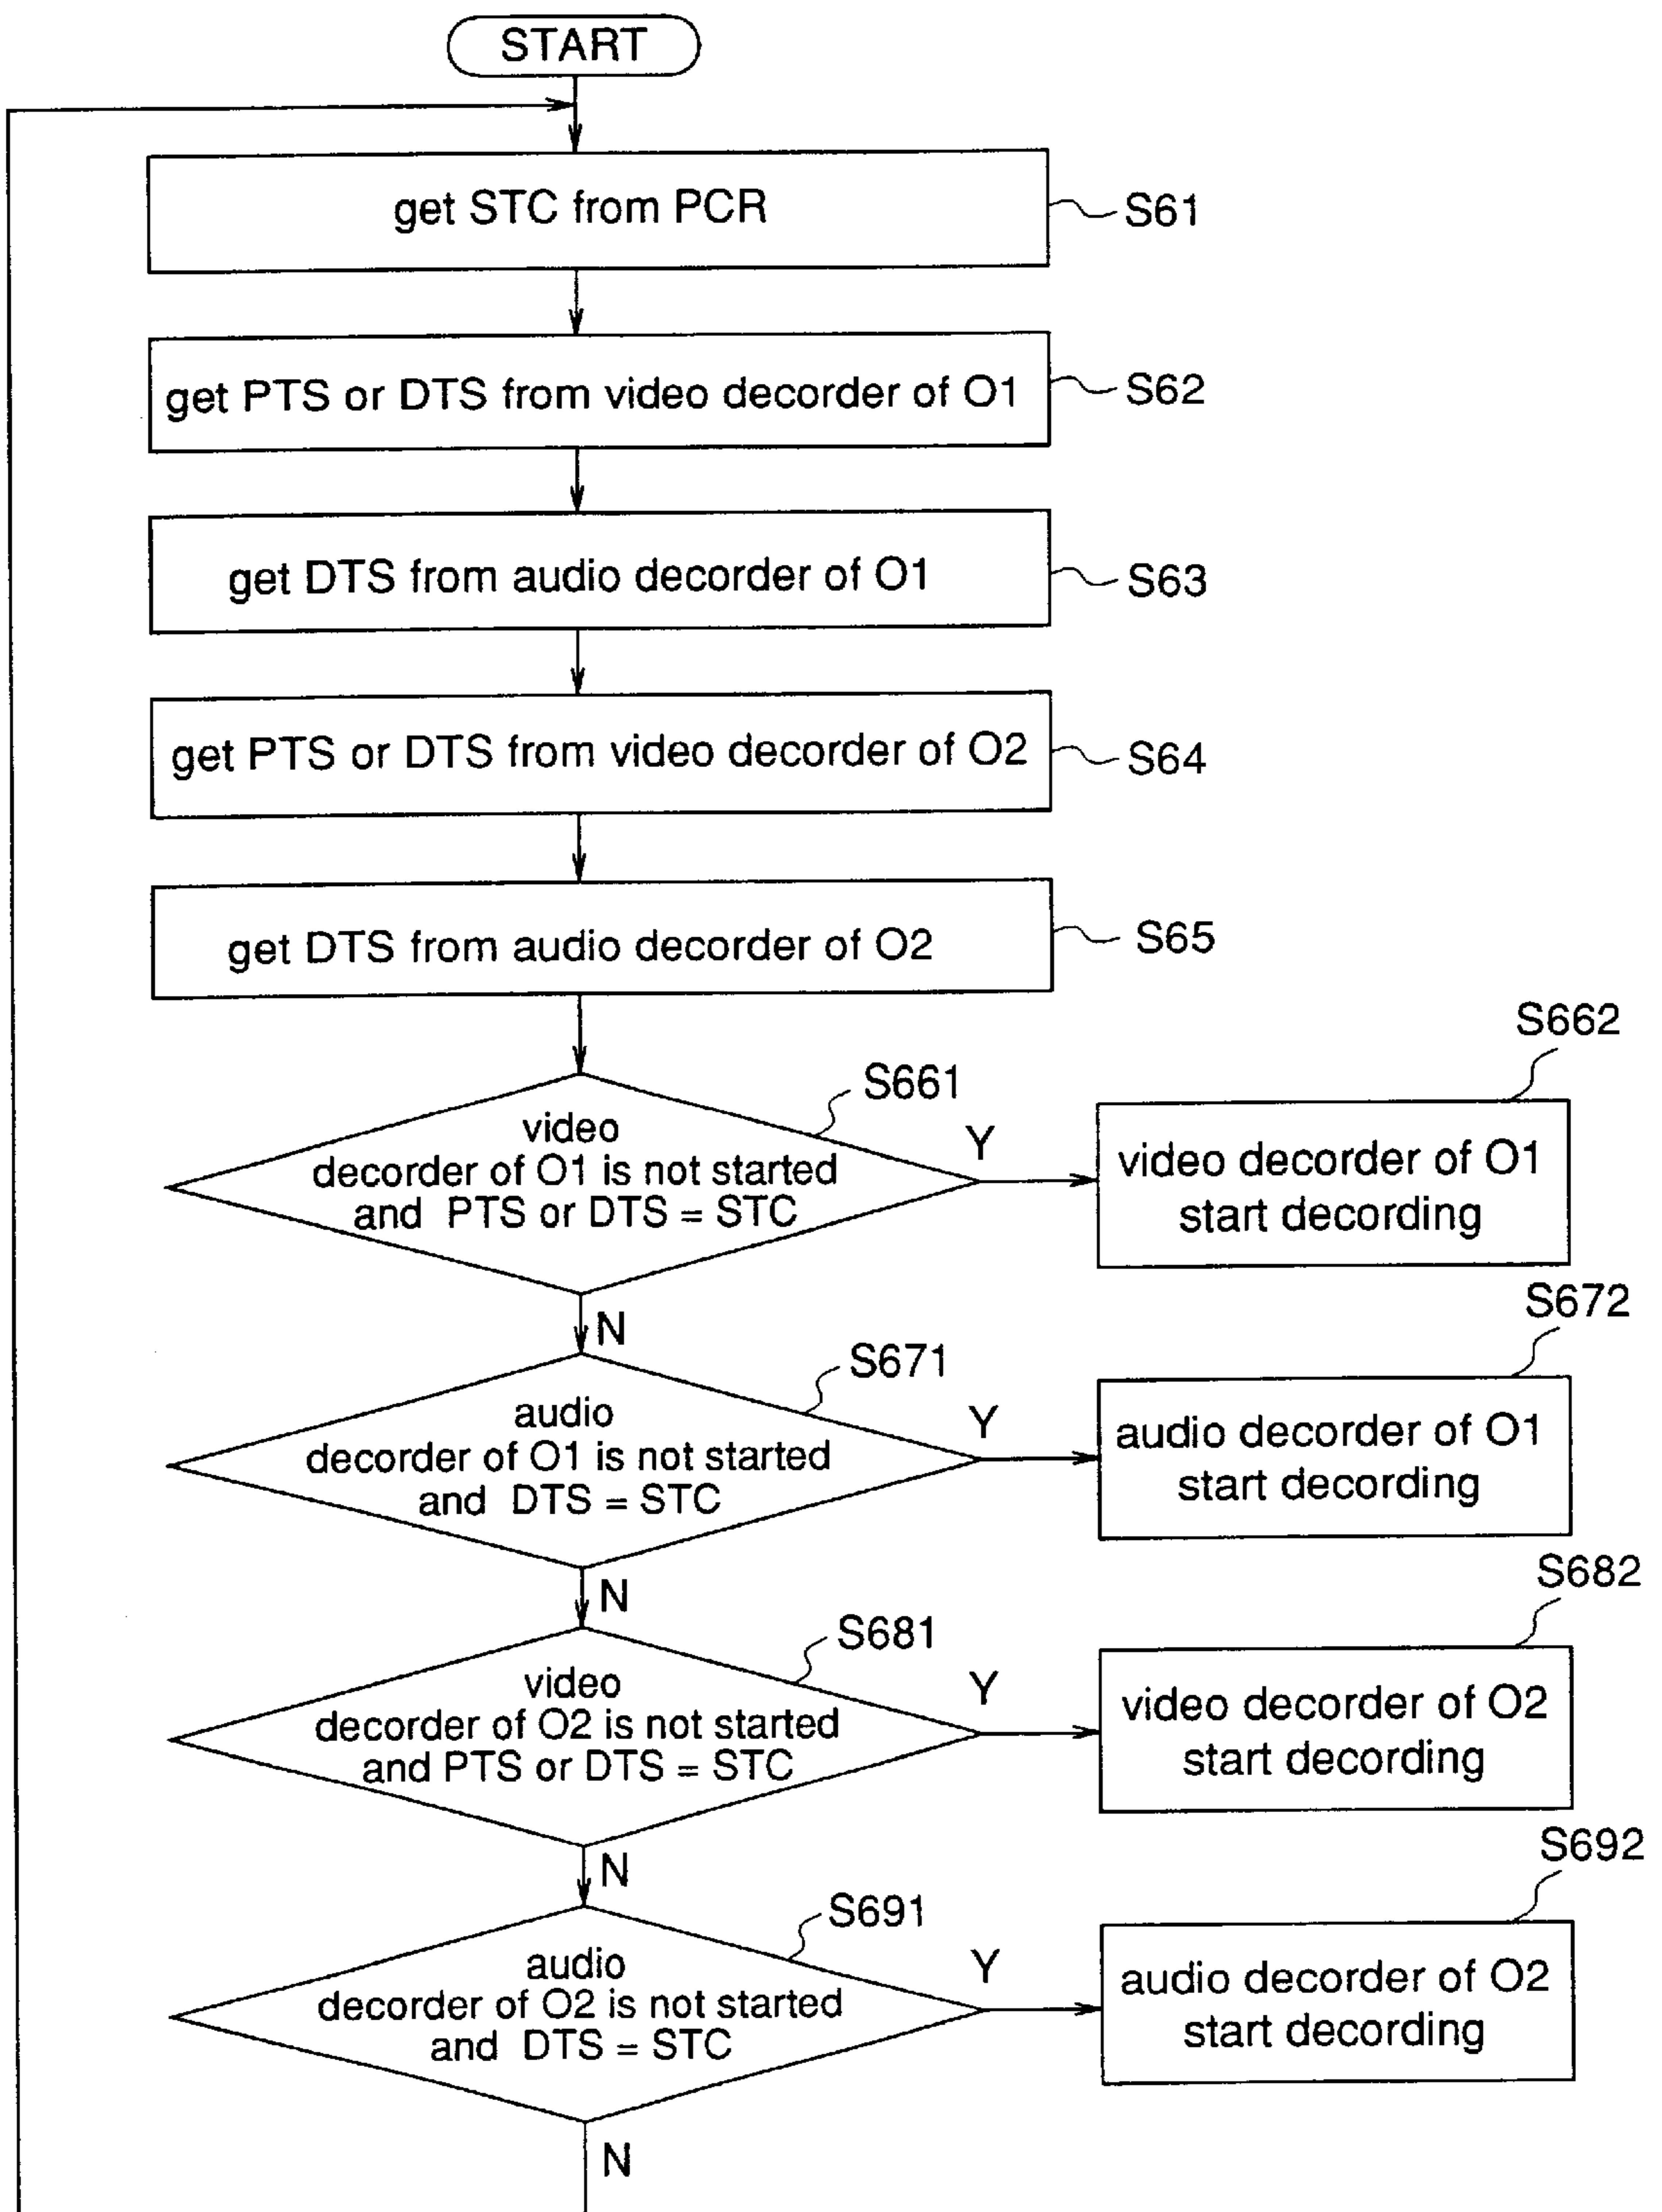 START
get STC from PCR
S61
get PTS or DTS from video decorder of O1
S62
get DTS from audio decorder of O1
S63
get PTS or DTS from video decorder of O2
S64
get DTS from audio decorder of O2
S65
S661
video
decorder of O1 is not started
and PTS or DTS = STC
Y
S662
video decorder of O1
start decording
N
S671
audio
decorder of O1 is not started
and DTS = STC
Y
S672
audio decorder of O1
start decording
N
S681
video
decorder of O2 is not started
and PTS or DTS = STC
Y
S682
video decorder of O2
start decording
N
S691
audio
decorder of O2 is not started
and DTS = STC
Y
S692
audio decorder of O2
start decording
N